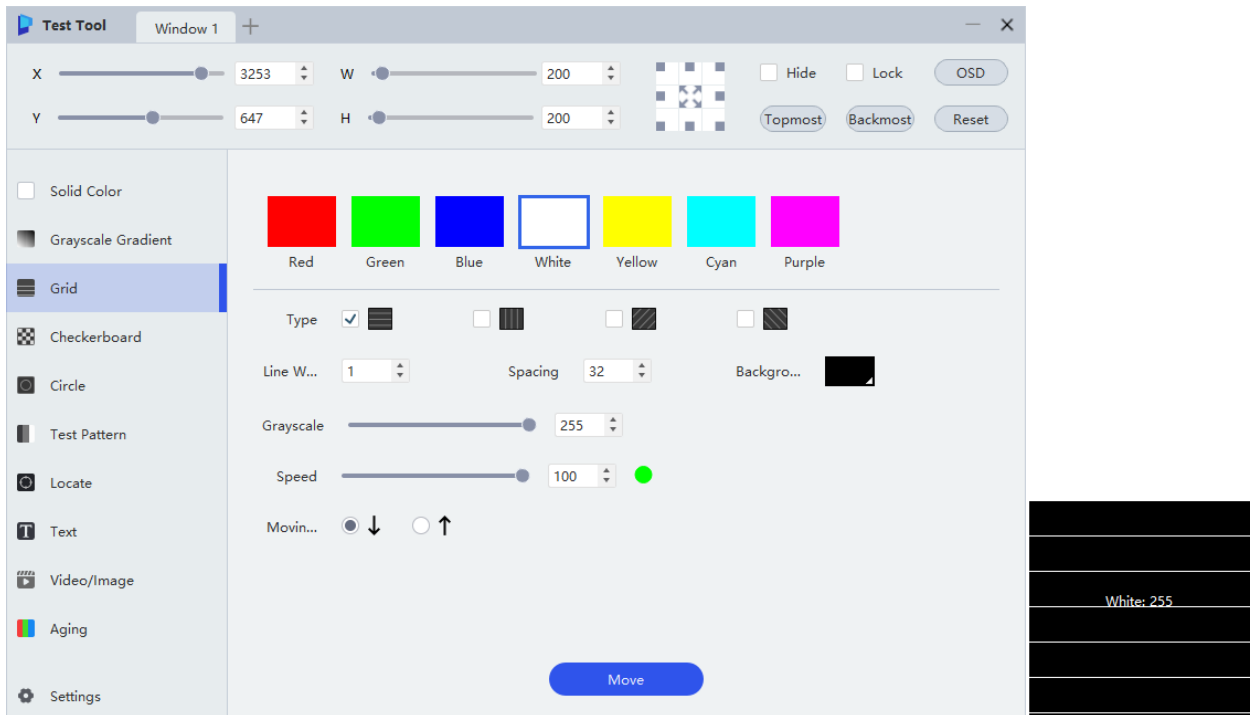 Test Tool Window 1
X 3253 W 200 Hide Lock OSD
Y 647 H 200 Topmost Backmost Reset
Solid Color
Grayscale Gradient
Grid
Checkerboard
Circle
Test Pattern
Locate
T Text
Video/Image
Aging
Settings
Red Green Blue White Yellow Cyan Purple
Type
Line W... 1 Spacing 32 Backgro...
Grayscale 255
Speed 100
Movin... ↓ ↑
Move
White: 255